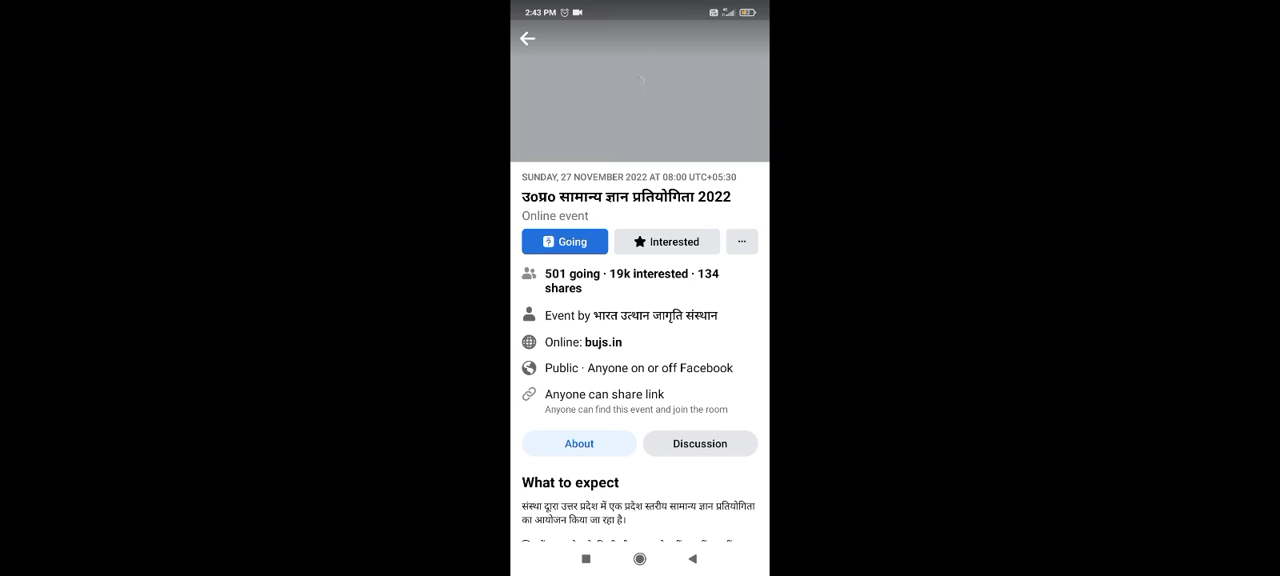 2:43 PM
SUNDAY, 27 NOVEMBER 2022 AT 08:00 UTC+05:30
उoप्रo सामान्य ज्ञान प्रतियोगिता 2022
Online event
Going
Interested
501 going · 19k interested · 134
shares
Event by भारत उत्थान जागृति संस्थान
Online: bujs.in
Public · Anyone on or off Facebook
Anyone can share link
Anyone can find this event and join the room
About
Discussion
What to expect
संस्था द्वारा उत्तर प्रदेश में एक प्रदेश स्तरीय सामान्य ज्ञान प्रतियोगिता
का आयोजन किया जा रहा है।